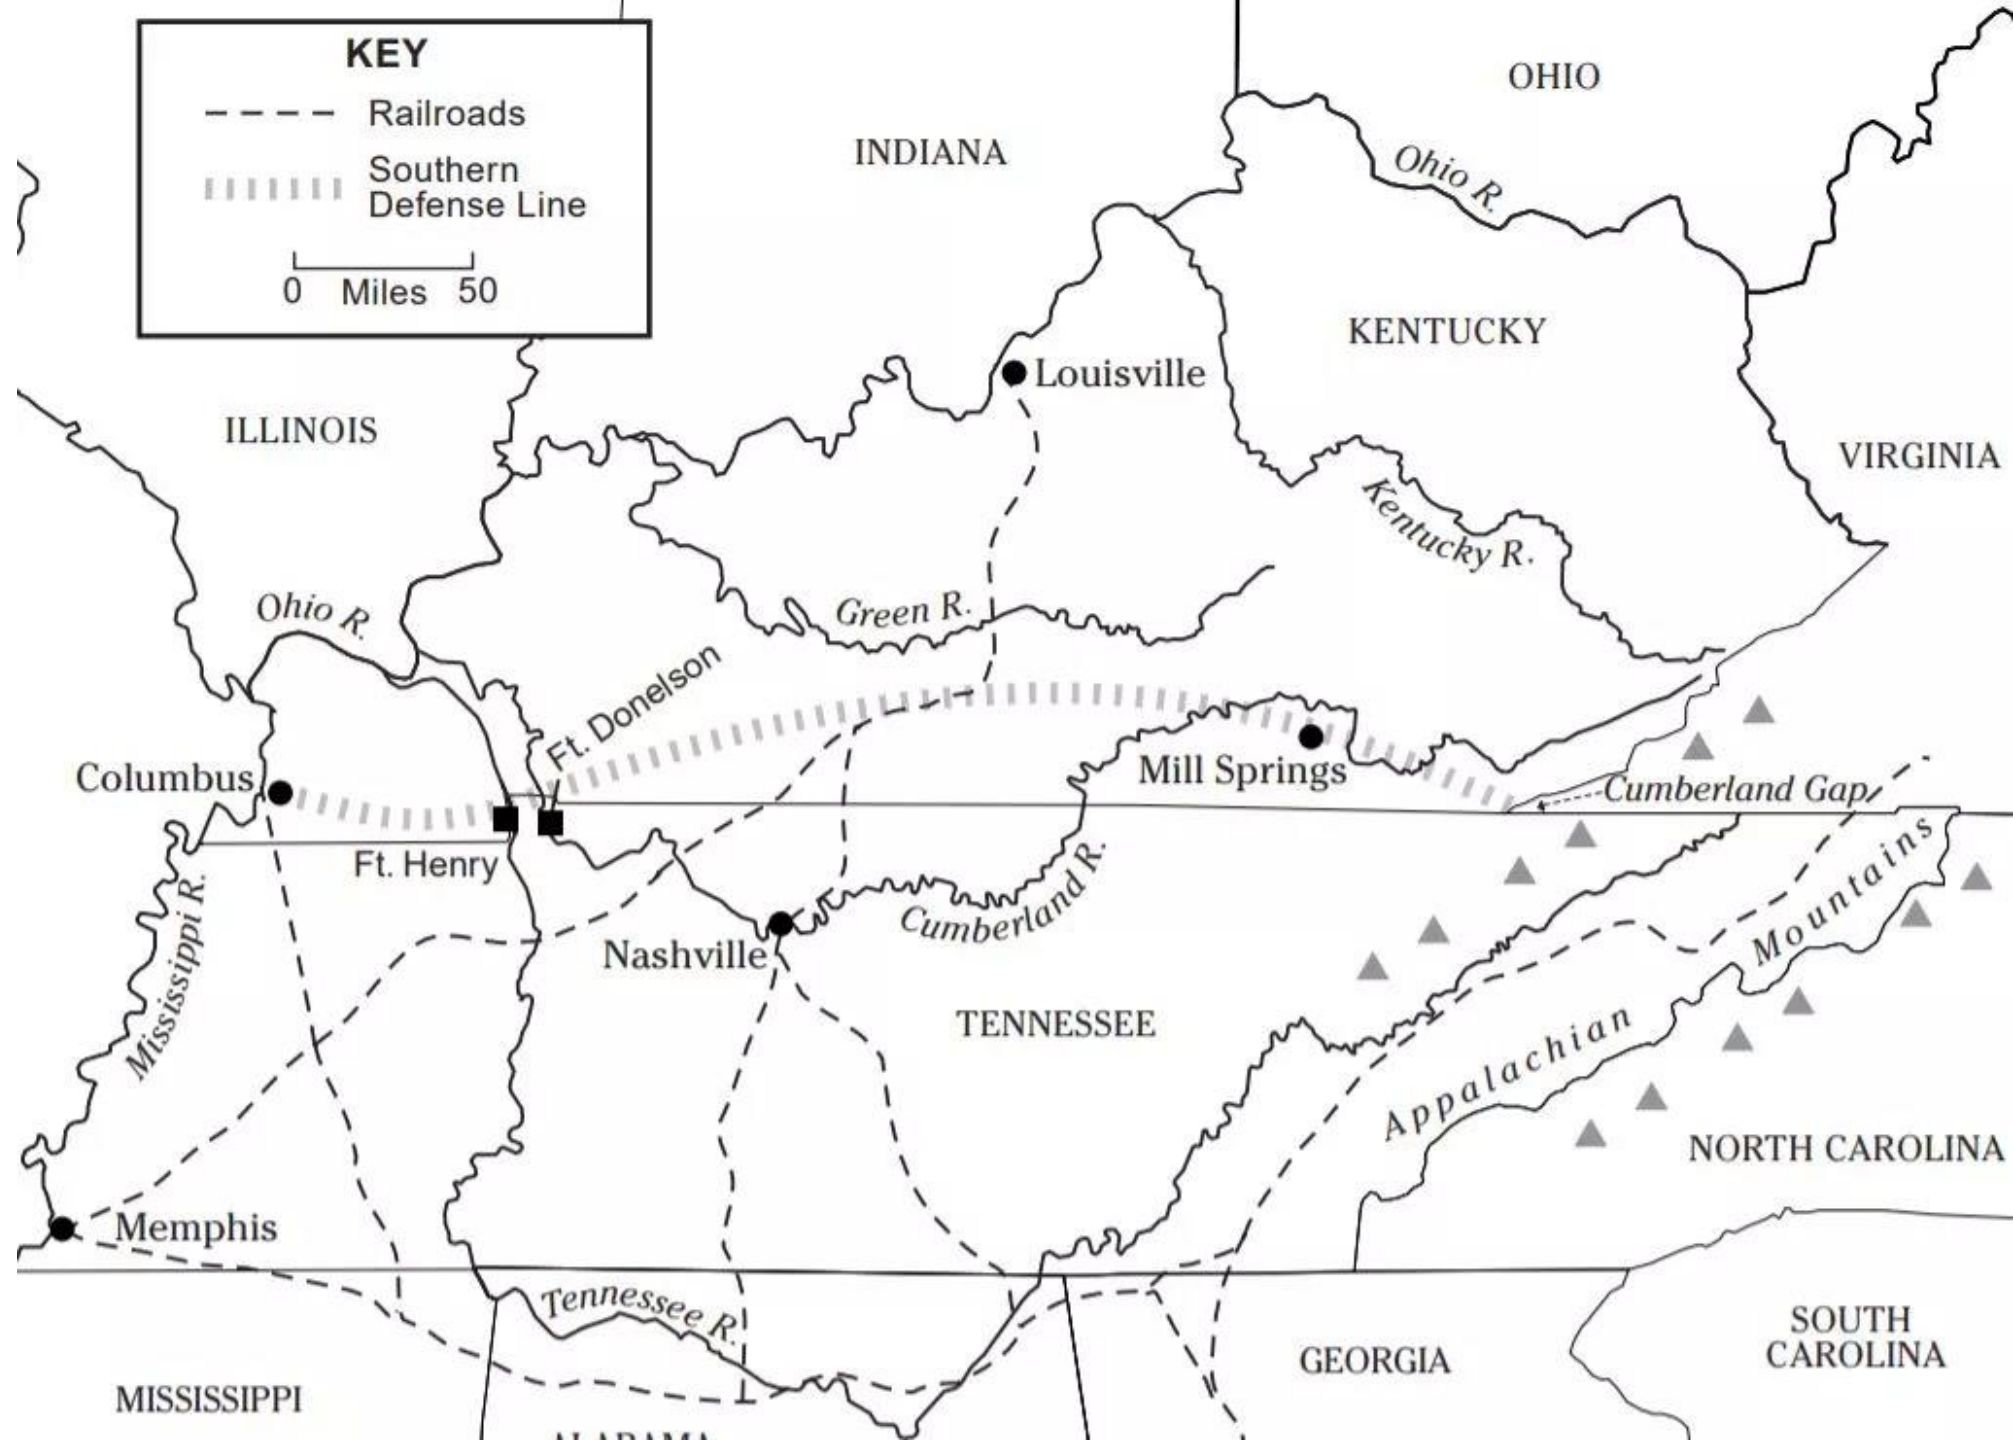 KEY
Railroads
Southern
Defense Line
0 Miles 50
OHIO
INDIANA
Ohio R.
KENTUCKY
Louisville
ILLINOIS
VIRGINIA
Kentucky R.
Ohio R.
Green R.
Ft. Donelson
Columbus
Mill Springs
Cumberland Gap
Ft. Henry
Mississippi R.
Cumberland R.
Nashville
TENNESSEE
Appalachian Mountains
NORTH CAROLINA
Memphis
Tennessee R.
SOUTH
CAROLINA
GEORGIA
MISSISSIPPI
ALABAMA